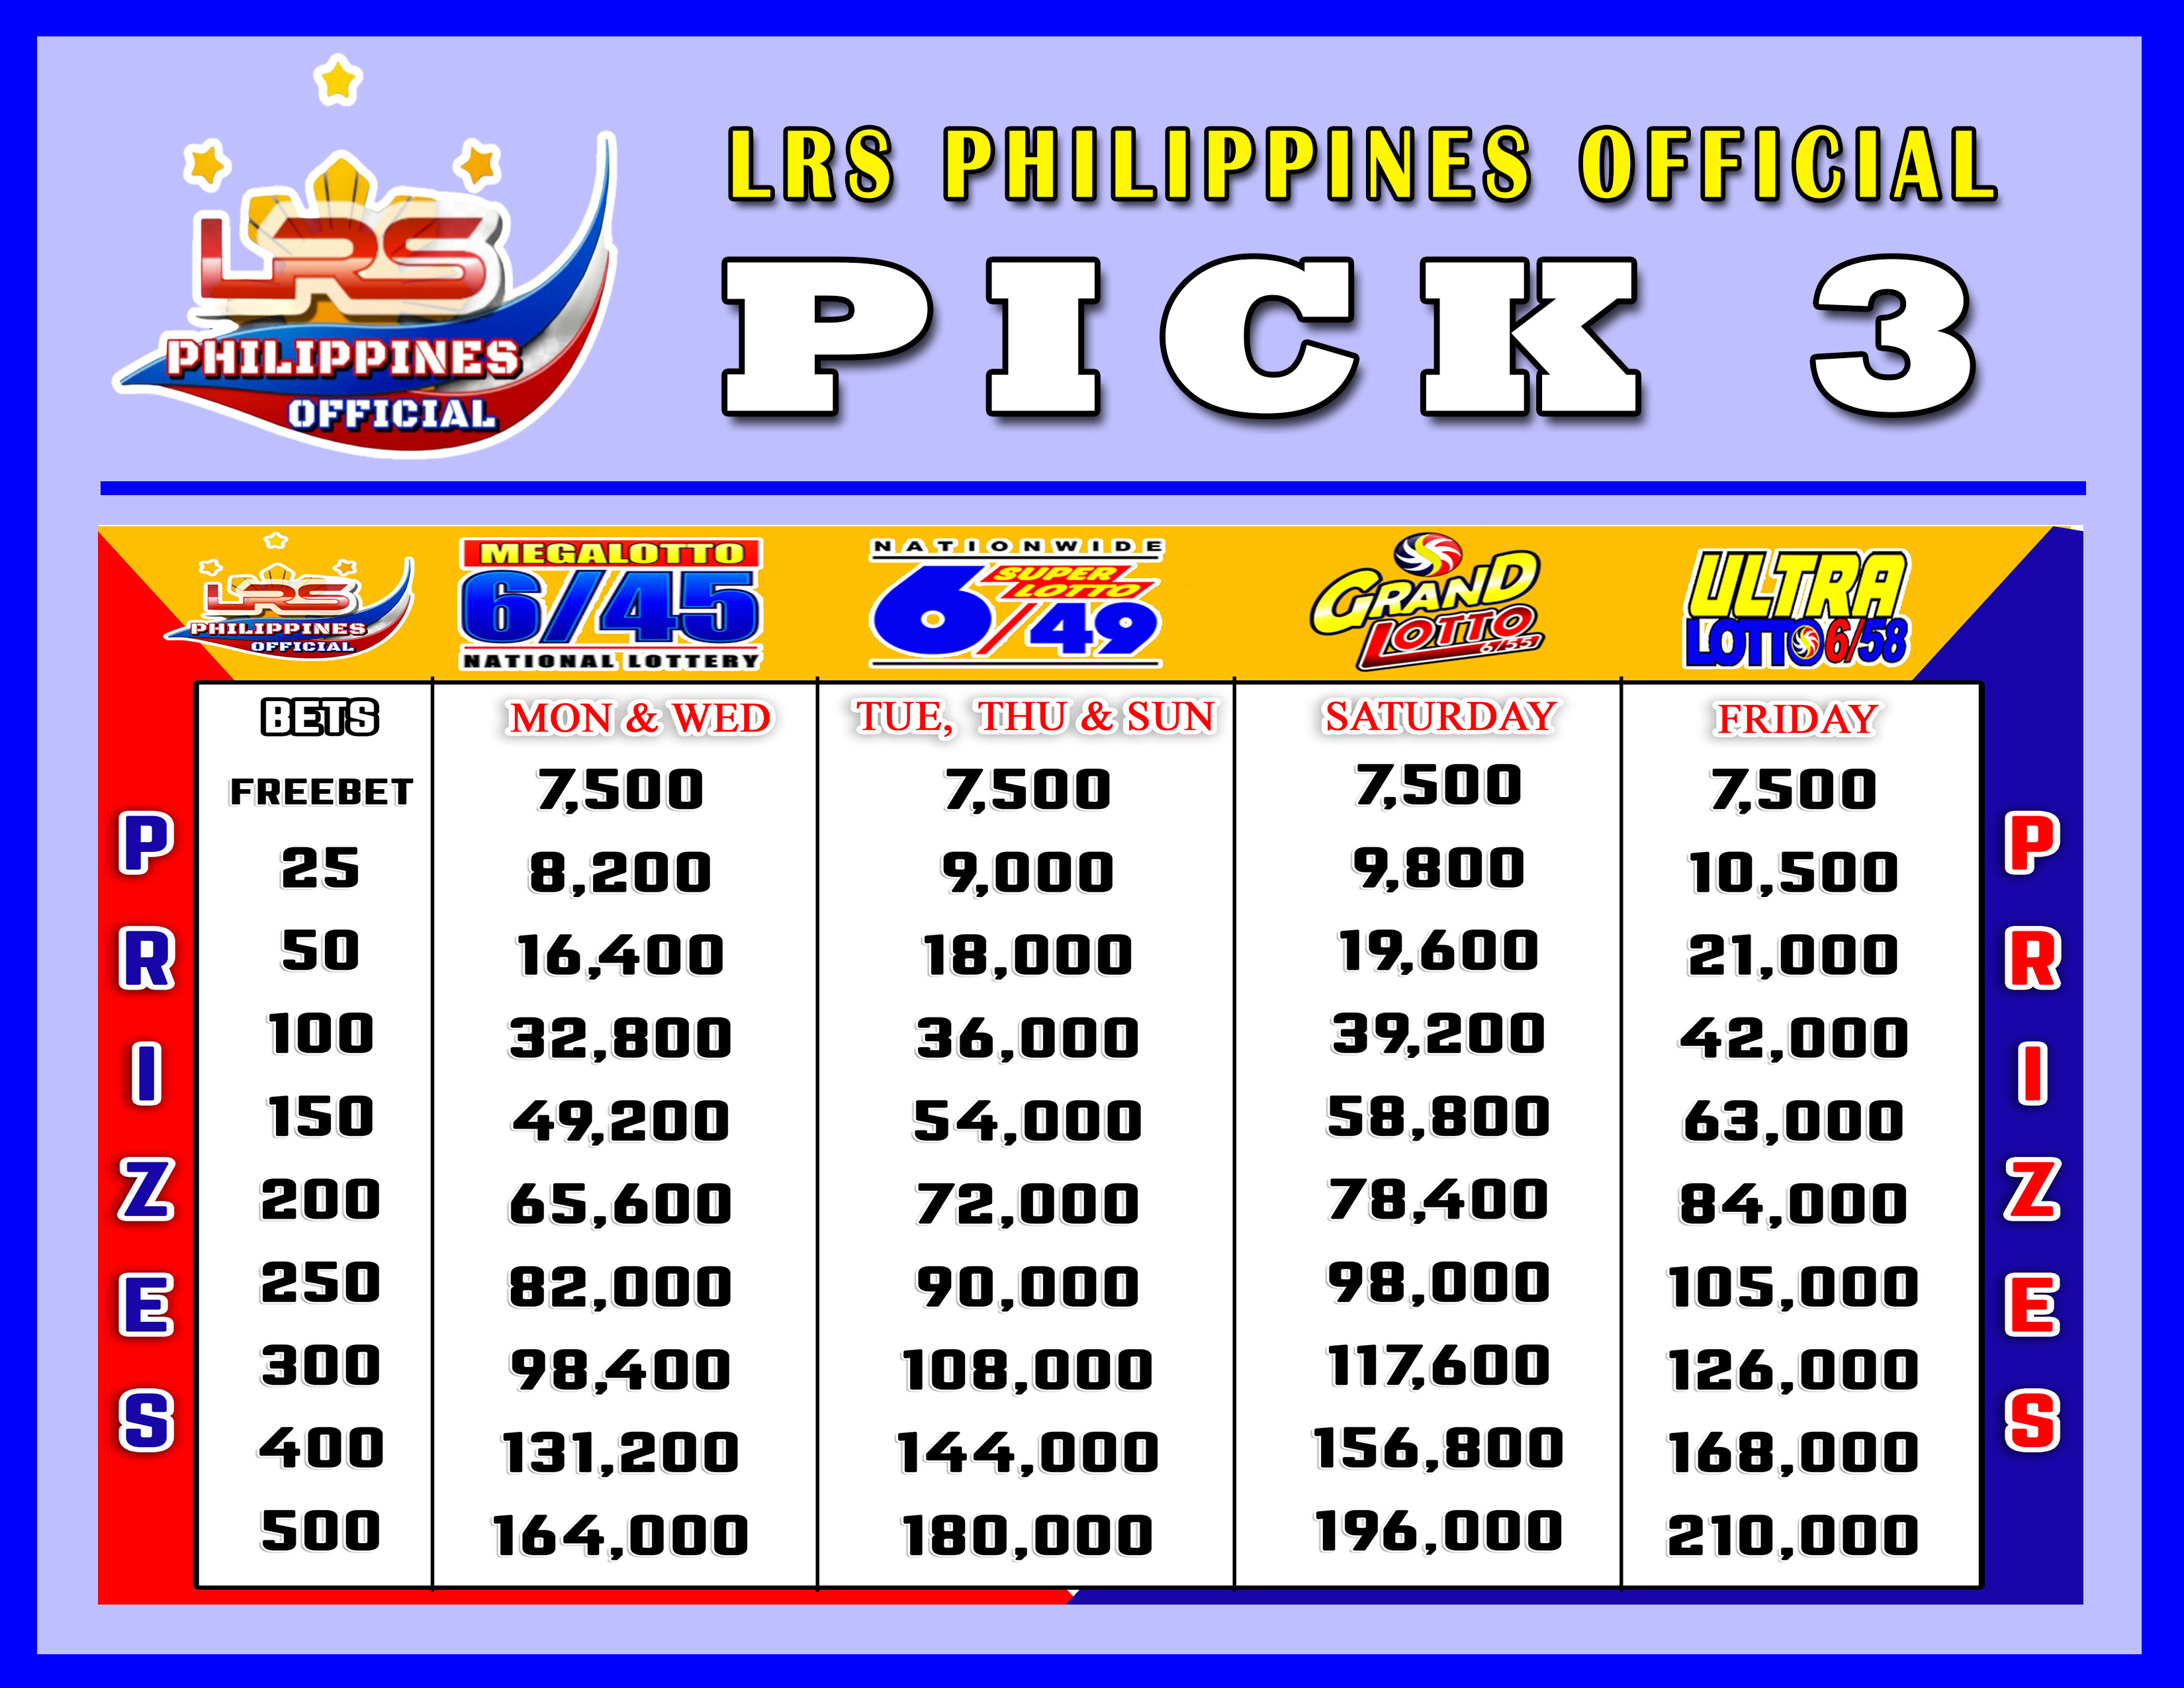 LRS
PHILIPPINES
OFFICIAL
LRS PHILIPPINES OFFICIAL
PICK 3
LRS
PHILIPPINES
OFFICIAL
MEGALOTTO
6/45
NATIONAL LOTTERY
NATIONWIDE
SUPER
LOTTO
6/49
GRAND
LOTTO
6/55
ULTRA
LOTTO 6/58
BETS MON & WED TUE, THU & SUN SATURDAY FRIDAY
FREEBET 7,500 7,500 7,500 7,500
25 8,200 9,000 9,800 10,500
50 16,400 18,000 19,600 21,000
100 32,800 36,000 39,200 42,000
150 49,200 54,000 58,800 63,000
200 65,600 72,000 78,400 84,000
250 82,000 90,000 98,000 105,000
300 98,400 108,000 117,600 126,000
400 131,200 144,000 156,800 168,000
500 164,000 180,000 196,000 210,000
PRIZES
PRIZES